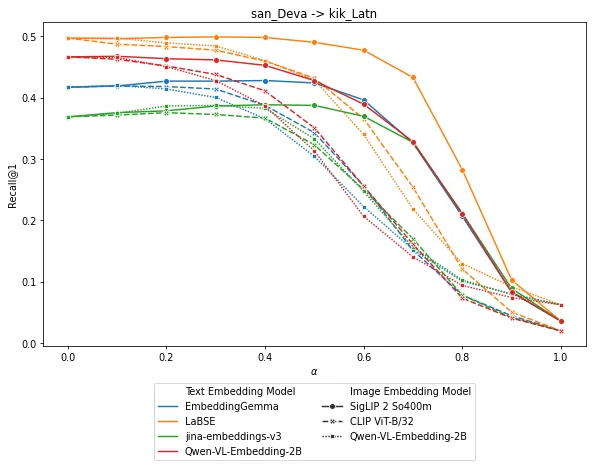 san_Deva -> kik_Latn
Recall@1
0.5
0.4
0.3
0.2
0.1
0.0
0.0 0.2 0.4 0.6 0.8 1.0
α
Text Embedding Model Image Embedding Model
EmbeddingGemma SigLIP 2 So400m
LaBSE CLIP ViT-B/32
jina-embeddings-v3 Qwen-VL-Embedding-2B
Qwen-VL-Embedding-2B